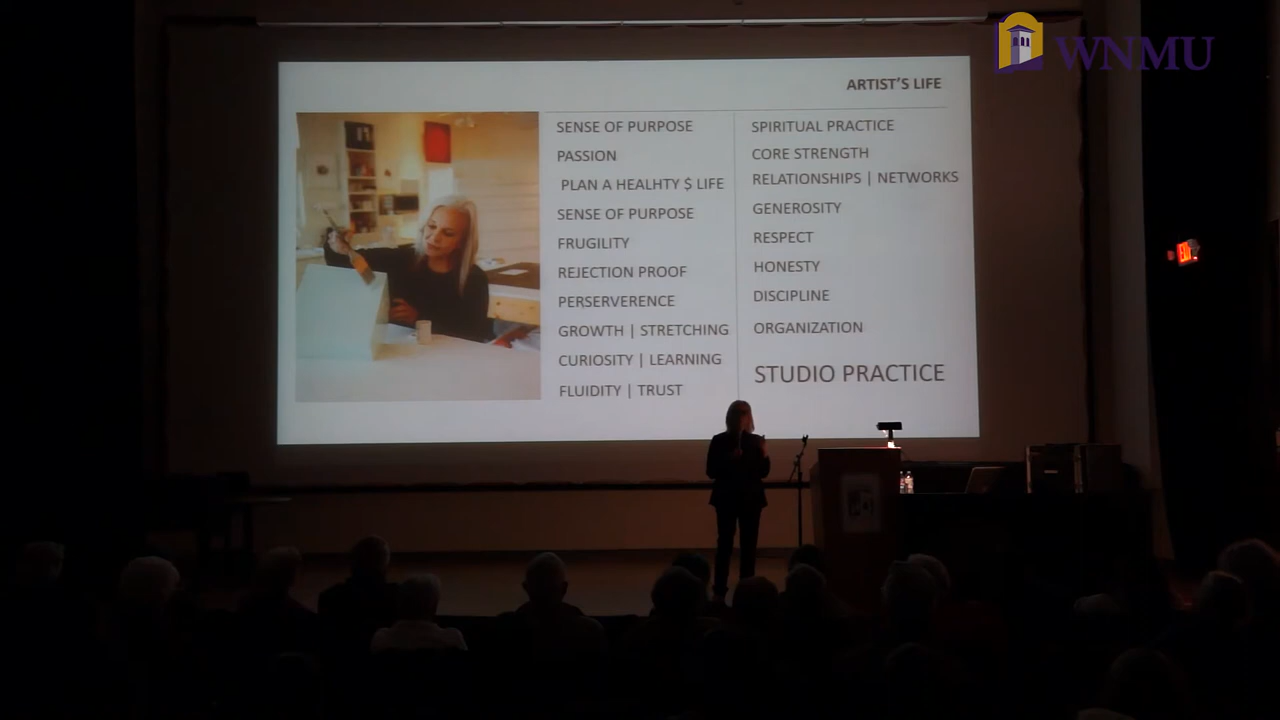 WNMU
ARTIST'S LIFE
SENSE OF PURPOSE
PASSION
PLAN A HEALHTY $ LIFE
SENSE OF PURPOSE
FRUGILITY
REJECTION PROOF
PERSERVERENCE
GROWTH | STRETCHING
CURIOSITY | LEARNING
FLUIDITY | TRUST
SPIRITUAL PRACTICE
CORE STRENGTH
RELATIONSHIPS | NETWORKS
GENEROSITY
RESPECT
HONESTY
DISCIPLINE
ORGANIZATION
STUDIO PRACTICE
EXIT